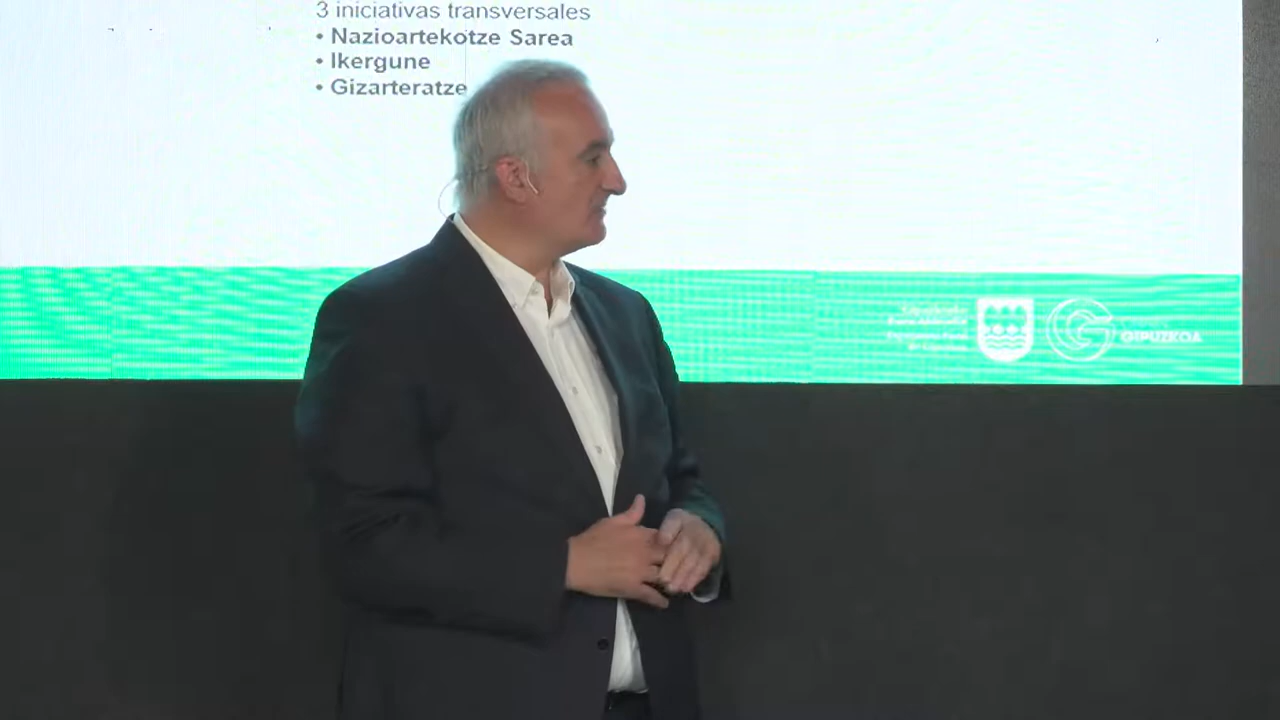 3 iniciativas transversales
• Nazioartekotze Sarea
• Ikergune
• Gizarteratze
GIPUZKOA